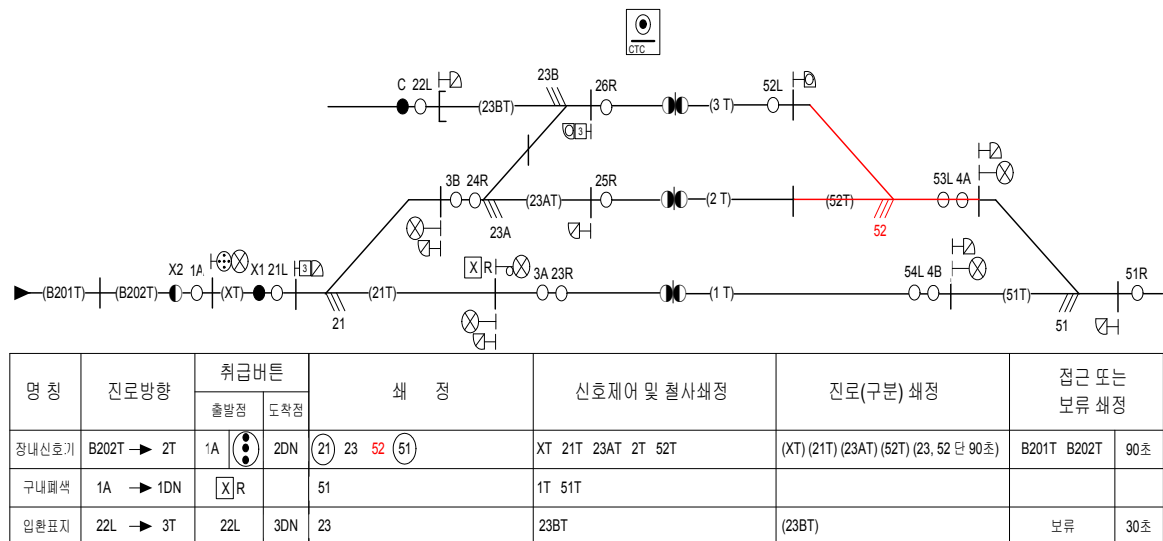 CTC
C 22L (23BT) 23B 26R (3 T) 52L
3
3B 24R (23AT) 25R (2 T) (52T) 53L 4A
23A 52
X2 1A X1 21L 3 X R
(B201T) (B202T) (XT) (21T) 3A 23R (1 T) 54L 4B (51T) 51R
21 51
명 칭 진로방향 취급버튼 쇄 정 신호제어 및 철사쇄정 진로(구분) 쇄정 접근 또는
보류 쇄정
출발점 도착점
장내신호기 B202T 2T 1A 2DN 21 23 52 51 XT 21T 23AT 2T 52T (XT) (21T) (23AT) (52T) (23, 52 단 90초) B201T B202T 90초
구내폐색 1A 1DN X R 51 1T 51T
입환표지 22L 3T 22L 3DN 23 23BT (23BT) 보류 30초